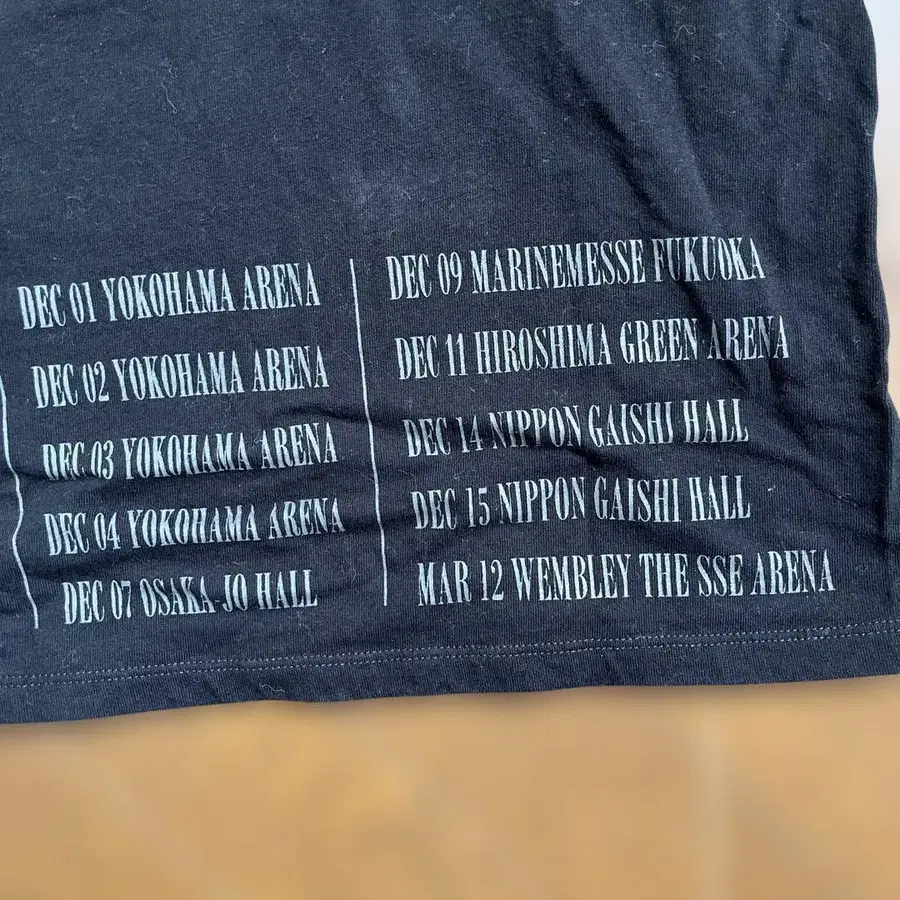 DEC 01 YOKOHAMA ARENA
DEC 02 YOKOHAMA ARENA
DEC 03 YOKOHAMA ARENA
DEC 04 YOKOHAMA ARENA
DEC 07 OSAKA-JO HALL
DEC 09 MARINEMESSE FUKUOKA
DEC 11 HIROSHIMA GREEN ARENA
DEC 14 NIPPON GAISHI HALL
DEC 15 NIPPON GAISHI HALL
MAR 12 WEMBLEY THE SSE ARENA